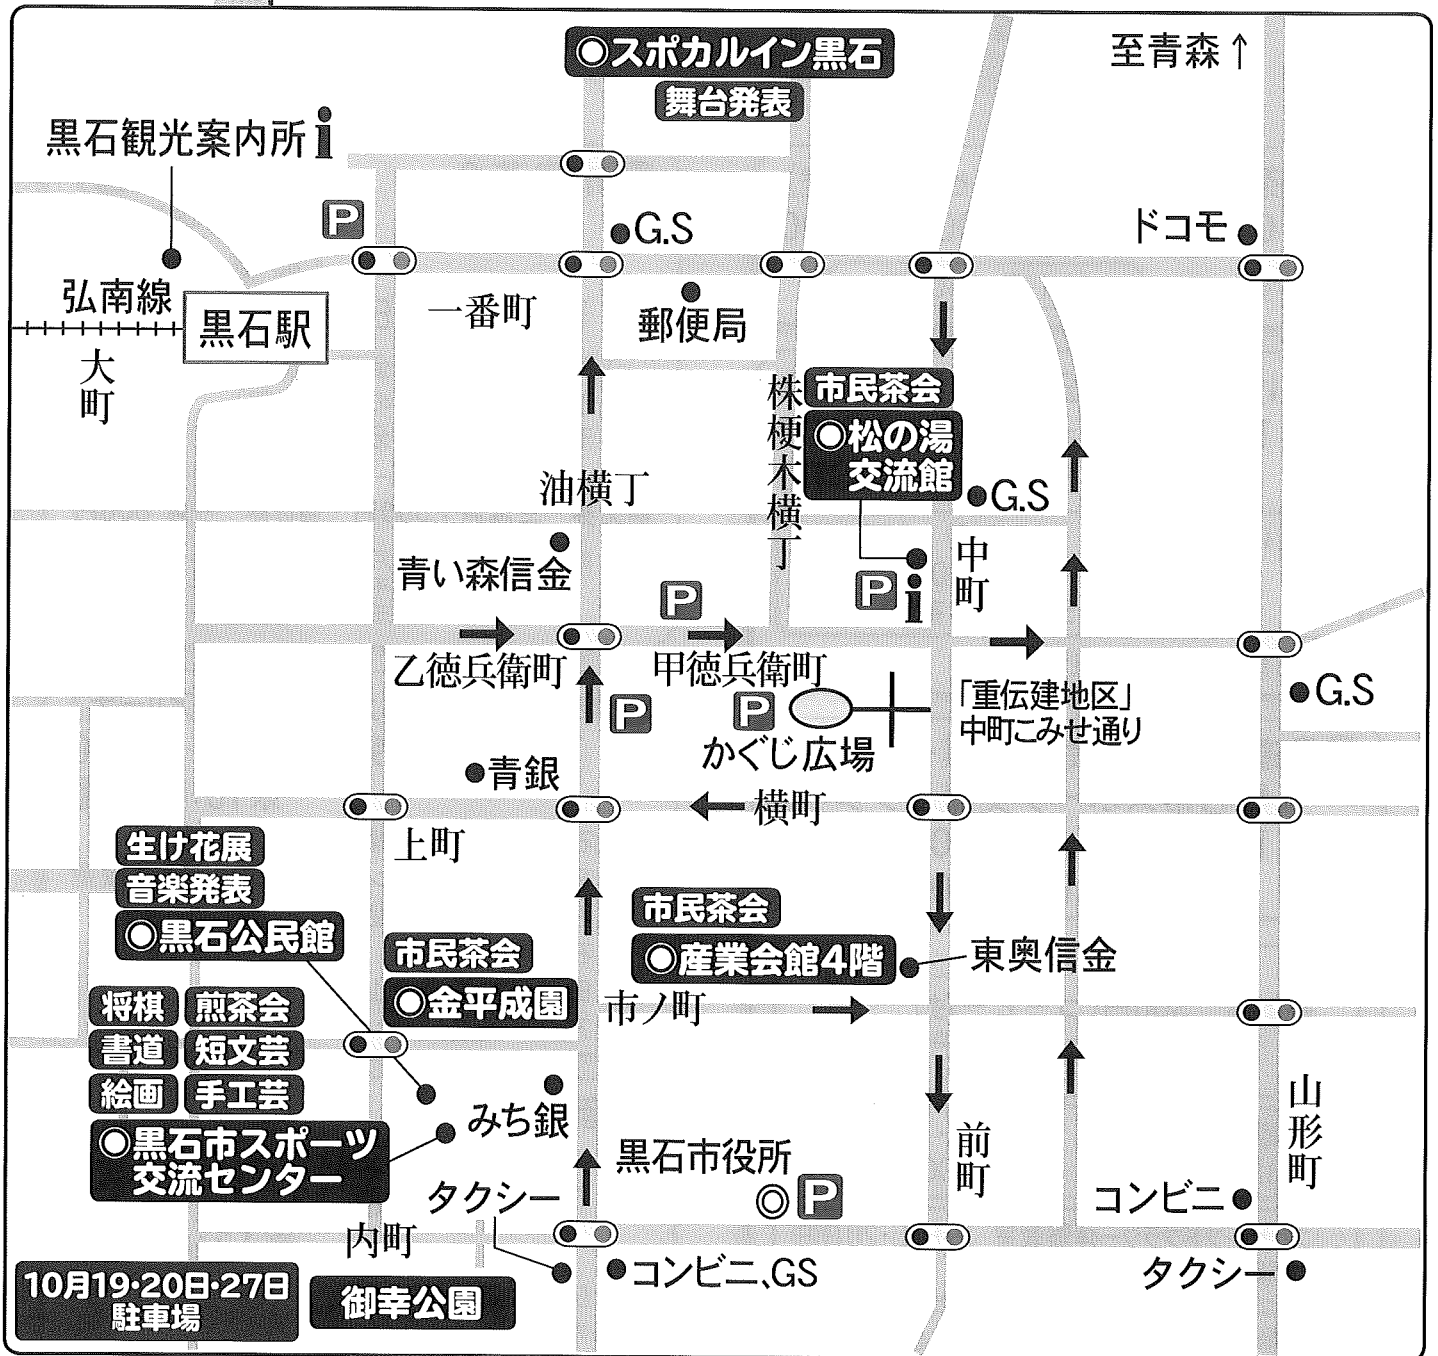 ◎スポカルイン黒石
舞台発表
至青森↑
黒石観光案内所 i
P
G.S
ドコモ
弘南線
黒石駅
大町
一番町
郵便局
株梗木横丁
市民茶会
◎松の湯
交流館
G.S
油横丁
青い森信金
中町
P
P i
乙徳兵衛町
甲徳兵衛町
P
P
かぐじ広場
「重伝建地区」
中町こみせ通り
G.S
青銀
横町
上町
生け花展
音楽発表
◎黒石公民館
市民茶会
◎金平成園
市民茶会
◎産業会館4階
東奥信金
市ノ町
将棋 煎茶会
書道 短文芸
絵画 手工芸
◎黒石市スポーツ
交流センター
みち銀
黒石市役所
◎ P
前町
山形町
タクシー
コンビニ
内町
コンビニ、GS
タクシー
10月19・20日・27日
駐車場
御幸公園